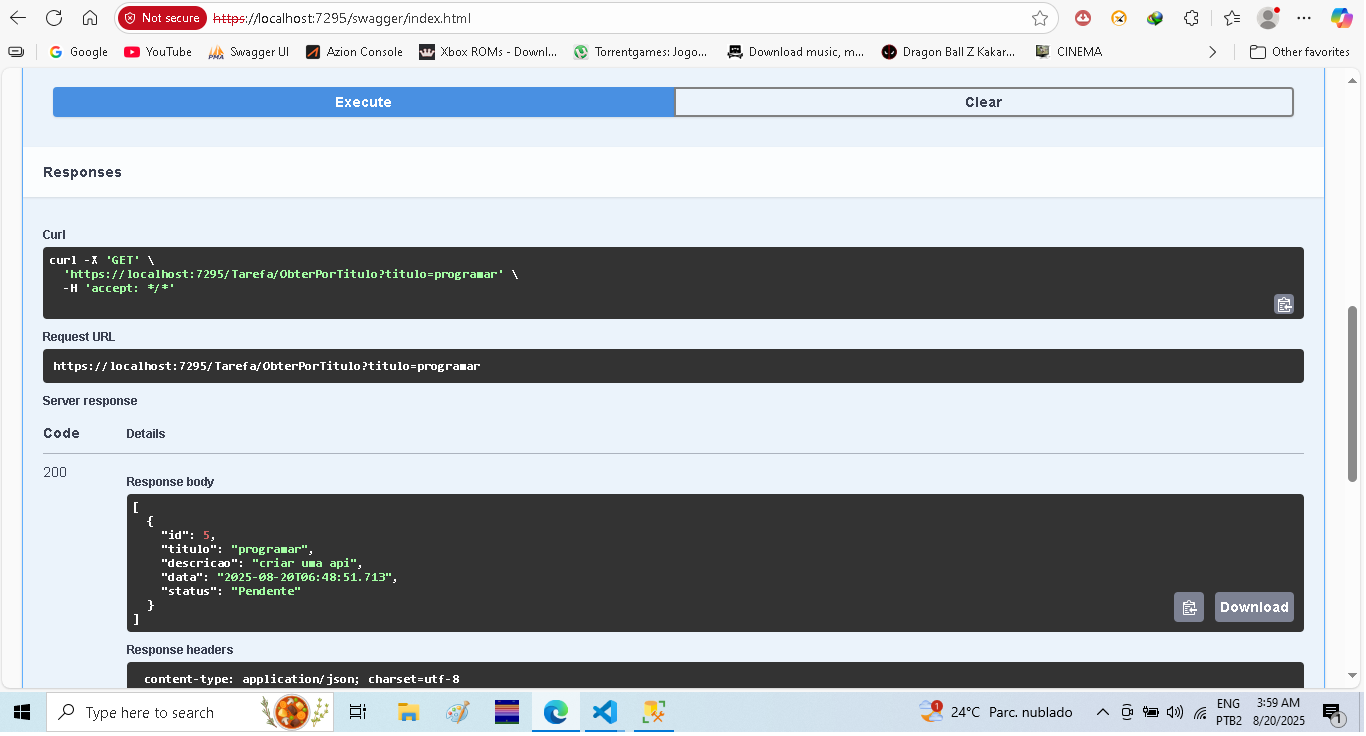 Not secure https://localhost:7295/swagger/index.html
Google YouTube Swagger UI Azion Console Xbox ROMs - Downl... Torrentgames: Jogo... Download music, m... Dragon Ball Z Kakar... CINEMA Other favorites
Execute Clear
Responses
Curl
curl -X 'GET' \
'https://localhost:7295/Tarefa/ObterPorTitulo?titulo=programar' \
-H 'accept: */*'
Request URL
https://localhost:7295/Tarefa/ObterPorTitulo?titulo=programar
Server response
Code Details
200
Response body
[
{
"id": 5,
"titulo": "programar",
"descricao": "criar uma api",
"data": "2025-08-20T06:48:51.713",
"status": "Pendente"
}
]
Download
Response headers
content-type: application/json; charset=utf-8
Type here to search
1
24°C Parc. nublado
ENG
PTB2
3:59 AM
8/20/2025
1